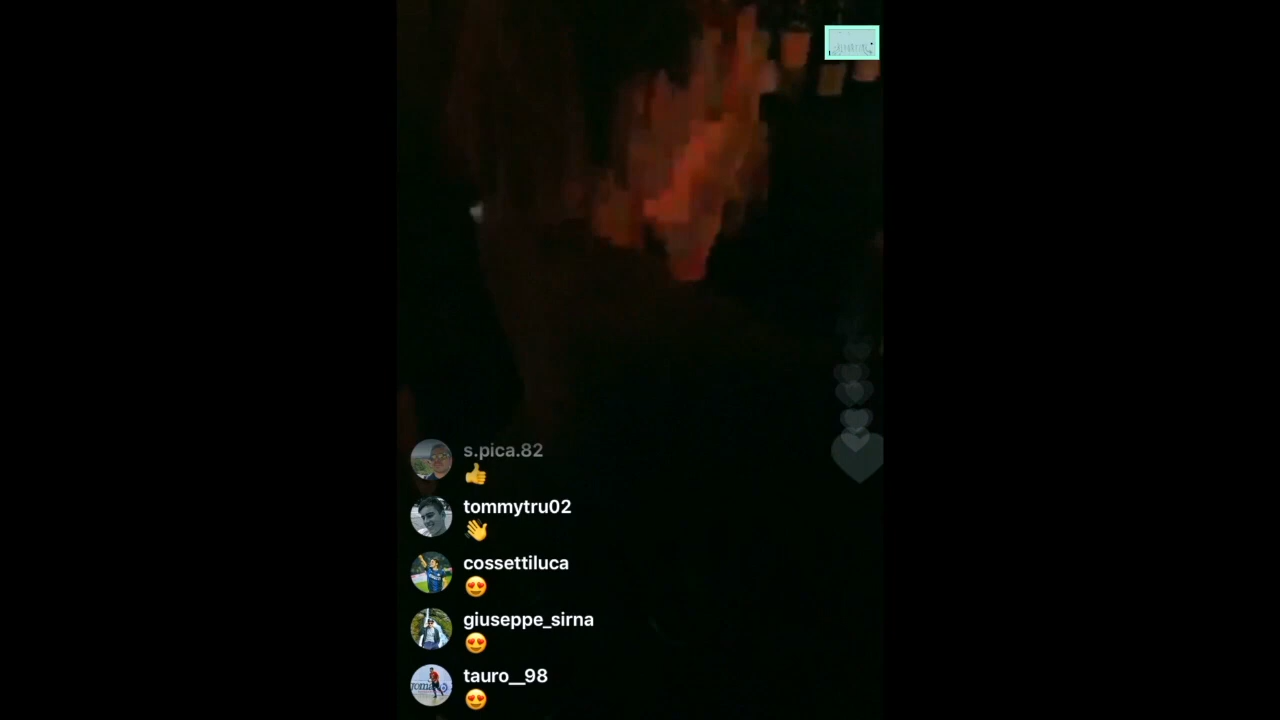 s.pica.82
👍
tommytru02
👋
cossettiluca
😍
giuseppe_sirna
😍
tauro__98
😍